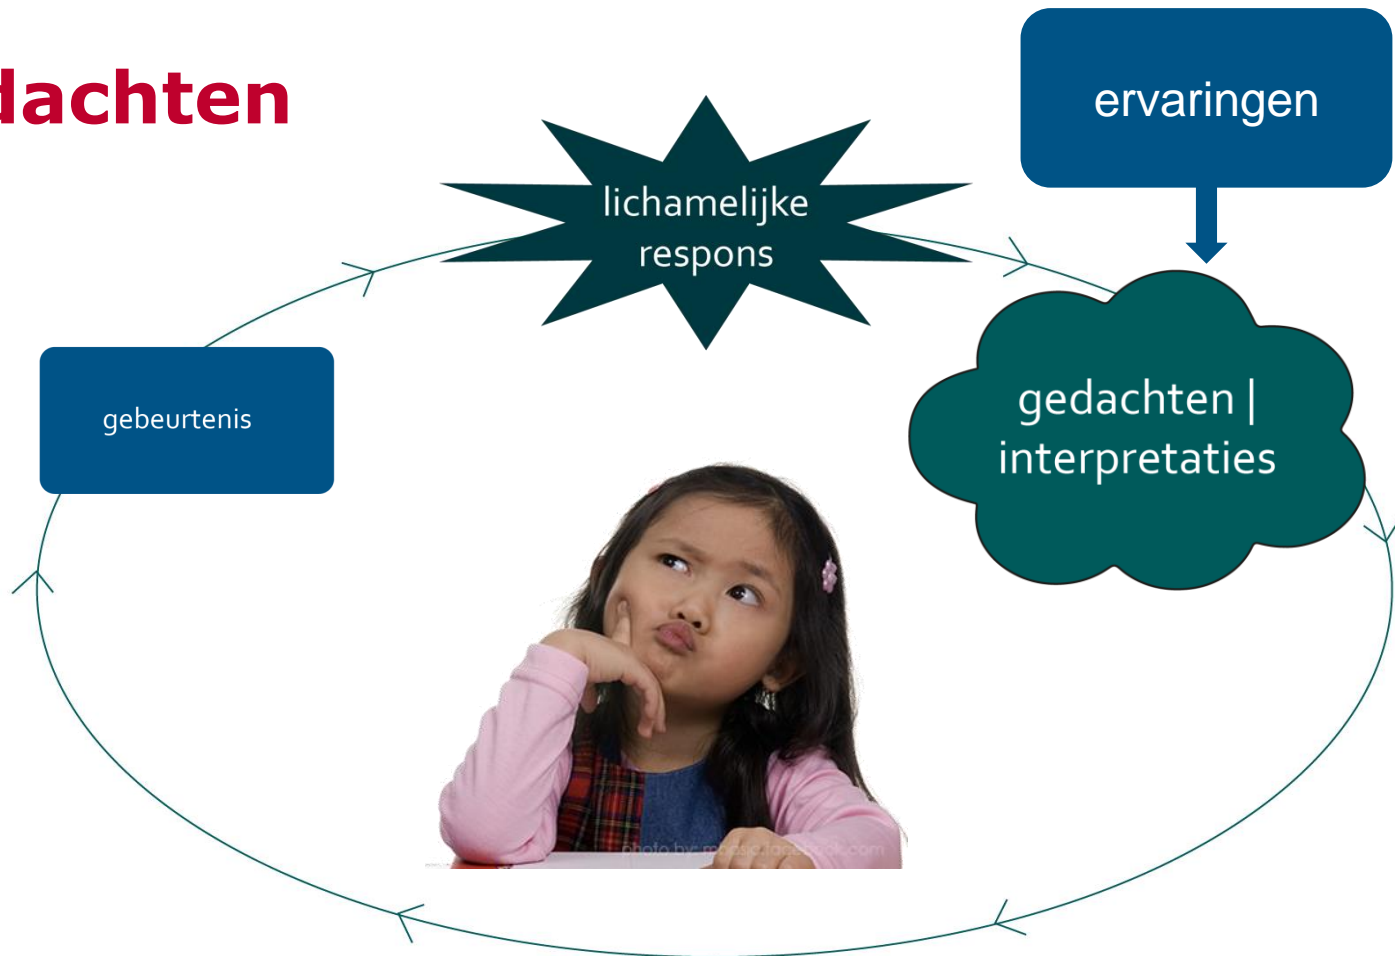 dachten
ervaringen
lichamelijke
respons
gedachten |
interpretaties
gebeurtenis